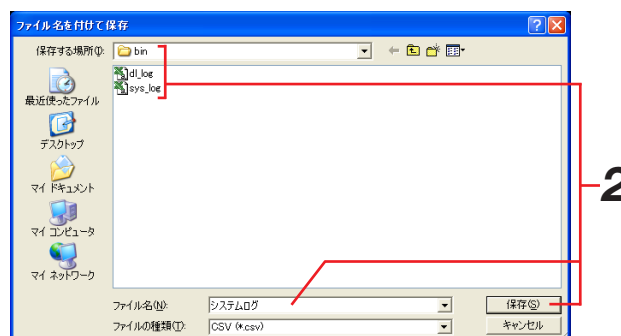 ファイル名を付けて保存
保存する場所(I): bin
dl_log
sys_log
最近使ったファイル
デスクトップ
マイ ドキュメント
マイ コンピュータ
マイ ネットワーク
2
ファイル名(N): システムログ 保存(S)
ファイルの種類(T): CSV (*.csv) キャンセル